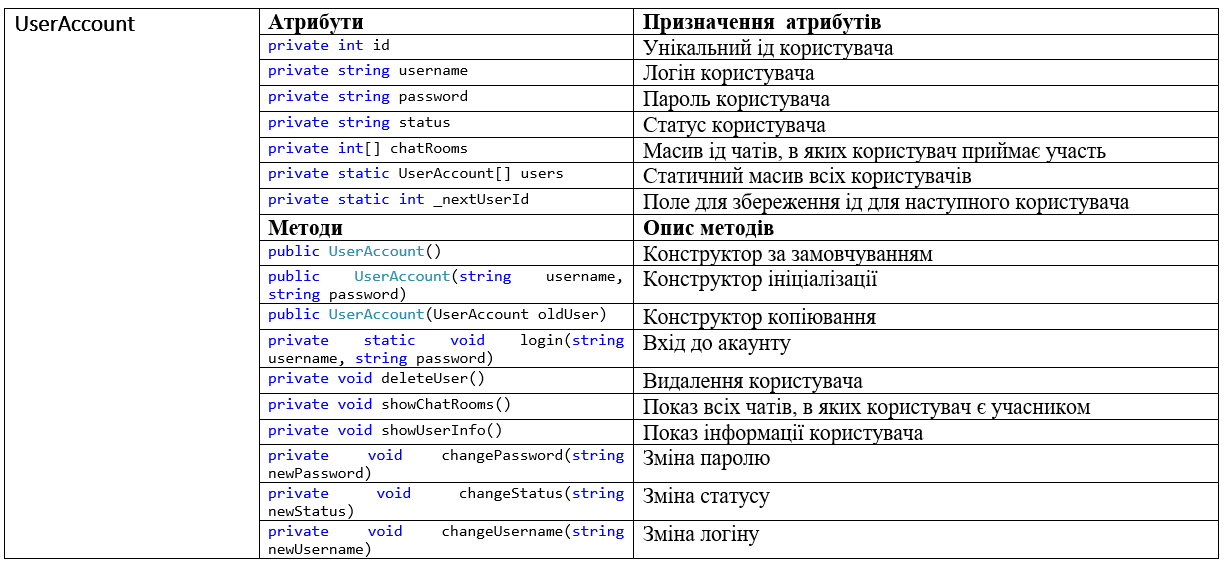 UserAccount
Атрибути Призначення атрибутів
private int id Унікальний ід користувача
private string username Логін користувача
private string password Пароль користувача
private string status Статус користувача
private int[] chatRooms Масив ід чатів, в яких користувач приймає участь
private static UserAccount[] users Статичний масив всіх користувачів
private static int _nextUserId Поле для збереження ід для наступного користувача
Методи Опис методів
public UserAccount() Конструктор за замовчуванням
public UserAccount(string username, Конструктор ініціалізації
string password)
public UserAccount(UserAccount oldUser) Конструктор копіювання
private static void login(string Вхід до акаунту
username, string password)
private void deleteUser() Видалення користувача
private void showChatRooms() Показ всіх чатів, в яких користувач є учасником
private void showUserInfo() Показ інформації користувача
private void changePassword(string Зміна паролю
newPassword)
private void changeStatus(string Зміна статусу
newStatus)
private void changeUsername(string Зміна логіну
newUsername)